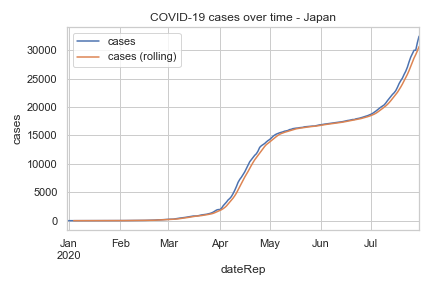 COVID-19 cases over time - Japan
cases
cases (rolling)
30000
25000
20000
15000
10000
5000
0
cases
Jan Feb Mar Apr May Jun Jul
2020
dateRep